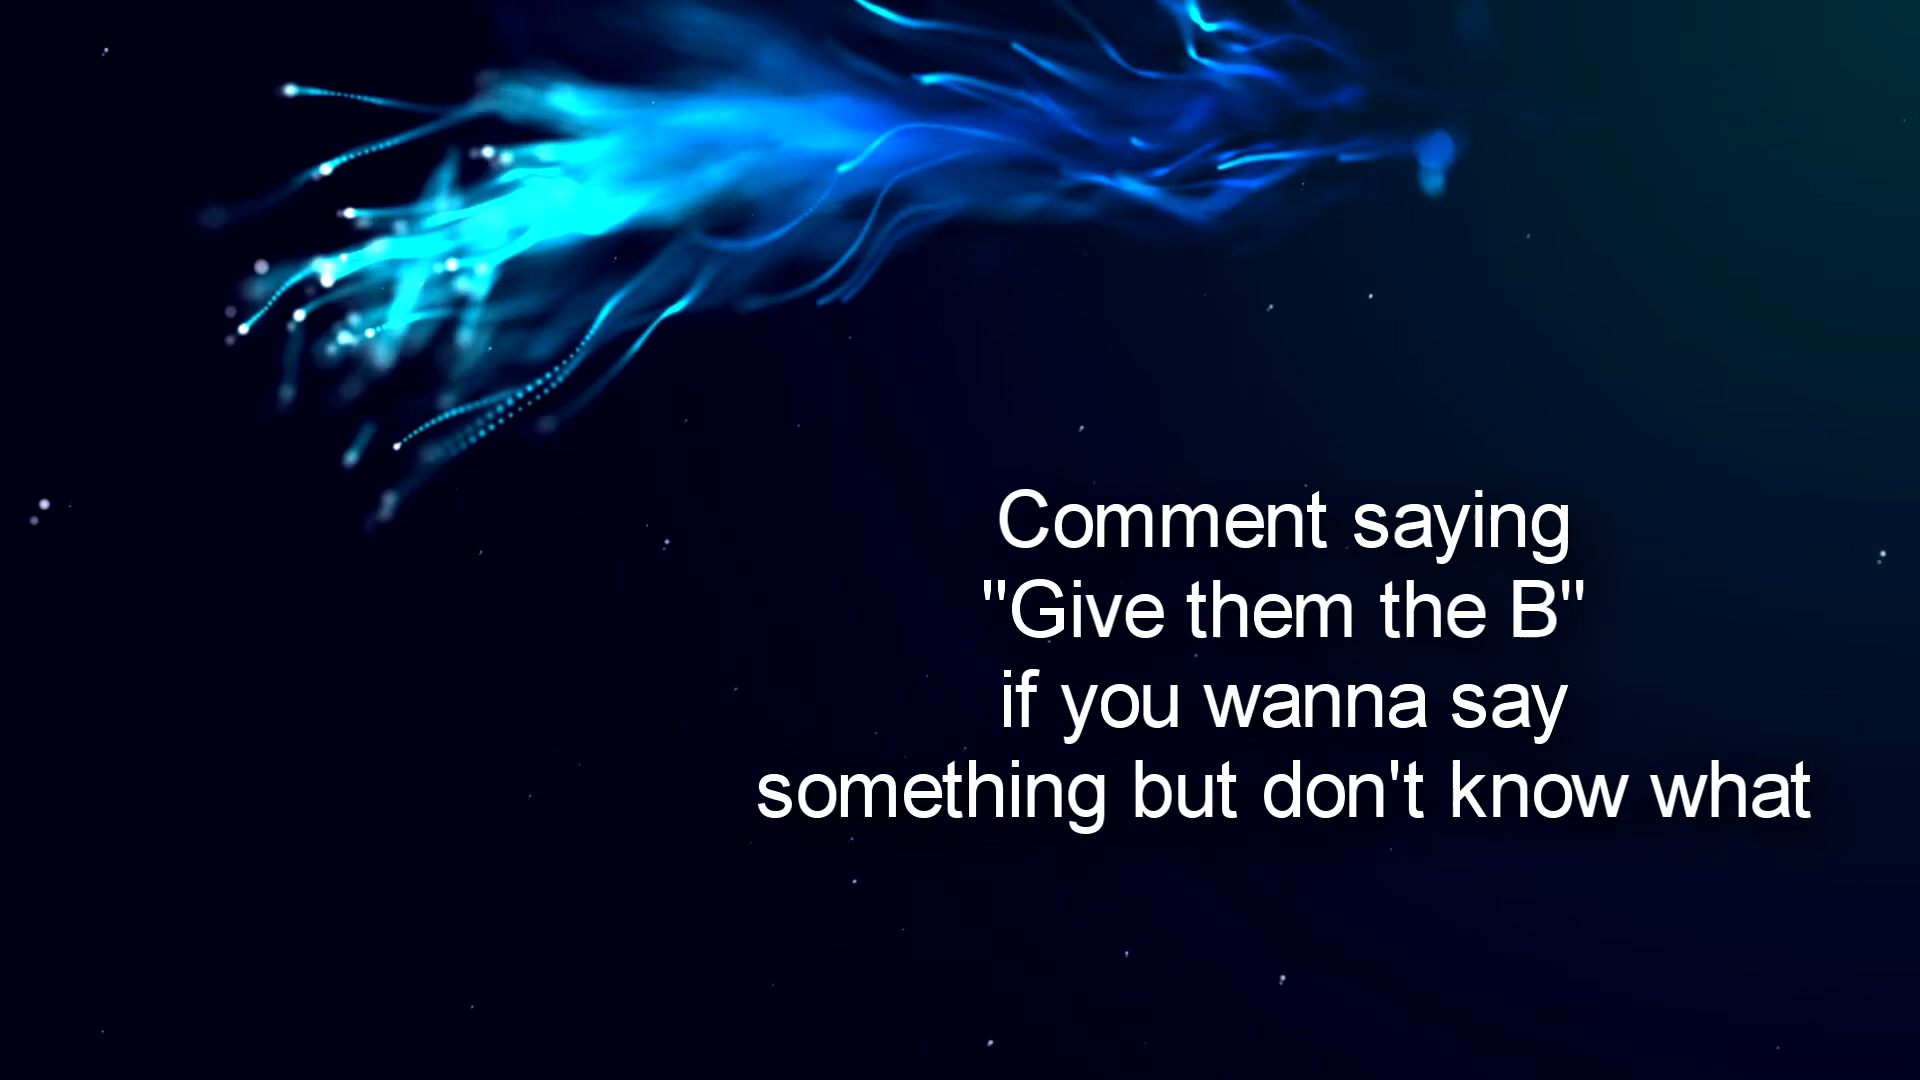 Comment saying
"Give them the B"
if you wanna say
something but don't know what